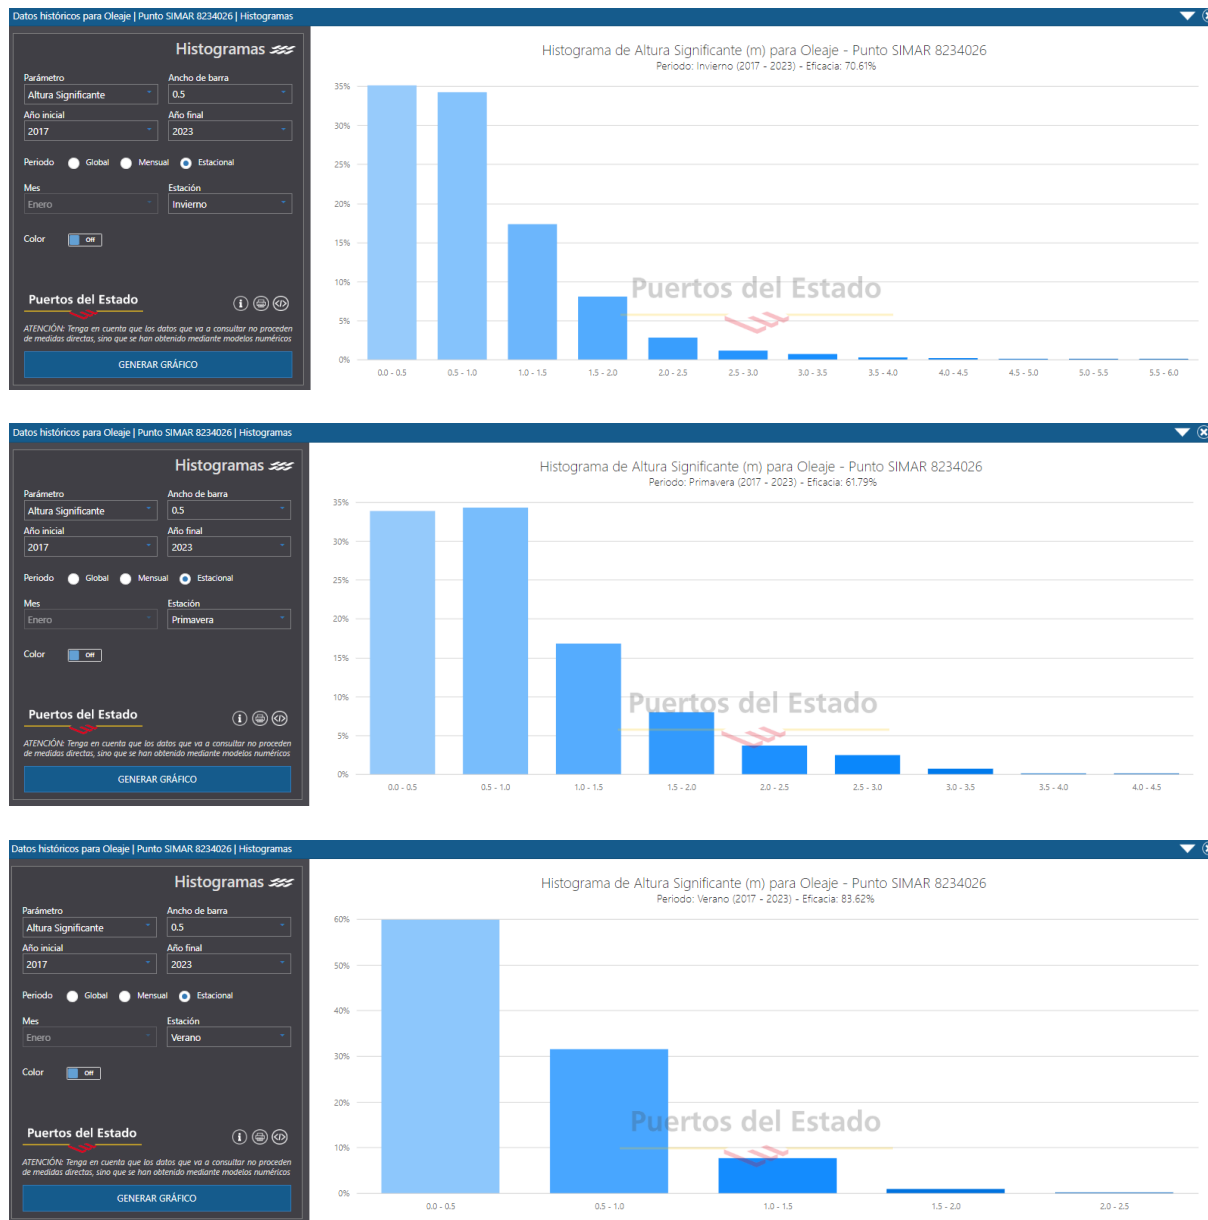 Datos históricos para Oleaje | Punto SIMAR 8234026 | Histogramas
Histogramas
Parámetro
Ancho de barra
Altura Significante
0.5
Año inicial
Año final
2017
2023
Periodo
Global
Mensual
Estacional
Mes
Estación
Enero
Invierno
Color
Off
Puertos del Estado
ATENCIÓN: Tenga en cuenta que los datos que va a consultar no proceden
de medidas directas, sino que se han obtenido mediante modelos numéricos
GENERAR GRÁFICO
Histograma de Altura Significante (m) para Oleaje - Punto SIMAR 8234026
Periodo: Invierno (2017 - 2023) - Eficacia: 70.61%
35%
30%
25%
20%
15%
10%
5%
0%
Puertos del Estado
0.0 - 0.5
0.5 - 1.0
1.0 - 1.5
1.5 - 2.0
2.0 - 2.5
2.5 - 3.0
3.0 - 3.5
3.5 - 4.0
4.0 - 4.5
4.5 - 5.0
5.0 - 5.5
5.5 - 6.0
Datos históricos para Oleaje | Punto SIMAR 8234026 | Histogramas
Histogramas
Parámetro
Ancho de barra
Altura Significante
0.5
Año inicial
Año final
2017
2023
Periodo
Global
Mensual
Estacional
Mes
Estación
Enero
Primavera
Color
Off
Puertos del Estado
ATENCIÓN: Tenga en cuenta que los datos que va a consultar no proceden
de medidas directas, sino que se han obtenido mediante modelos numéricos
GENERAR GRÁFICO
Histograma de Altura Significante (m) para Oleaje - Punto SIMAR 8234026
Periodo: Primavera (2017 - 2023) - Eficacia: 61.79%
35%
30%
25%
20%
15%
10%
5%
0%
Puertos del Estado
0.0 - 0.5
0.5 - 1.0
1.0 - 1.5
1.5 - 2.0
2.0 - 2.5
2.5 - 3.0
3.0 - 3.5
3.5 - 4.0
4.0 - 4.5
Datos históricos para Oleaje | Punto SIMAR 8234026 | Histogramas
Histogramas
Parámetro
Ancho de barra
Altura Significante
0.5
Año inicial
Año final
2017
2023
Periodo
Global
Mensual
Estacional
Mes
Estación
Enero
Verano
Color
Off
Puertos del Estado
ATENCIÓN: Tenga en cuenta que los datos que va a consultar no proceden
de medidas directas, sino que se han obtenido mediante modelos numéricos
GENERAR GRÁFICO
Histograma de Altura Significante (m) para Oleaje - Punto SIMAR 8234026
Periodo: Verano (2017 - 2023) - Eficacia: 83.62%
60%
50%
40%
30%
20%
10%
0%
Puertos del Estado
0.0 - 0.5
0.5 - 1.0
1.0 - 1.5
1.5 - 2.0
2.0 - 2.5